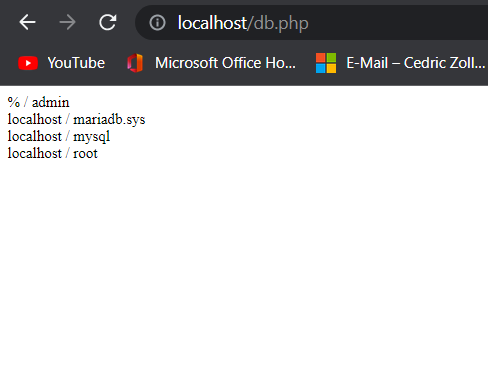 localhost/db.php
YouTube
Microsoft Office Ho...
E-Mail – Cedric Zoll...
% / admin
localhost / mariadb.sys
localhost / mysql
localhost / root